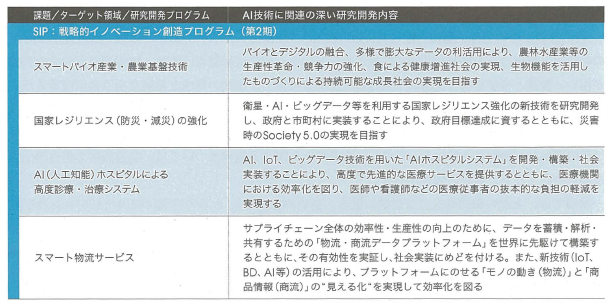 課題／ターゲット領域／研究開発プログラム
AI技術に関連の深い研究開発内容
SIP：戦略的イノベーション創造プログラム（第2期）
スマートバイオ産業・農業基盤技術
バイオとデジタルの融合、多様で膨大なデータの利活用により、農林水産業等の
生産性革命・競争力の強化、食による健康増進社会の実現、生物機能を活用し
たものづくりによる持続可能な成長社会の実現を目指す
国家レジリエンス（防災・減災）の強化
衛星・AI・ビッグデータ等を利用する国家レジリエンス強化の新技術を研究開発
し、政府と市町村に実装することにより、政府目標達成に資するとともに、災害
時のSociety 5.0の実現を目指す
AI（人工知能）ホスピタルによる
高度診療・治療システム
AI、IoT、ビッグデータ技術を用いた「AIホスピタルシステム」を開発・構築・社会
実装することにより、高度で先進的な医療サービスを提供するとともに、医療機関
における効率化を図り、医師や看護師などの医療従事者の抜本的な負担の軽減を
実現する
スマート物流サービス
サプライチェーン全体の効率性・生産性の向上のために、データを蓄積・解析・
共有するための「物流・商流データプラットフォーム」を世界に先駆けて構築す
るとともに、その有効性を実証し、社会実装にめどを付ける。また、新技術（IoT、
BD、AI等）の活用により、プラットフォームにのせる「モノの動き（物流）」と「商
品情報（商流）」の“見える化“を実現して効率化を図る